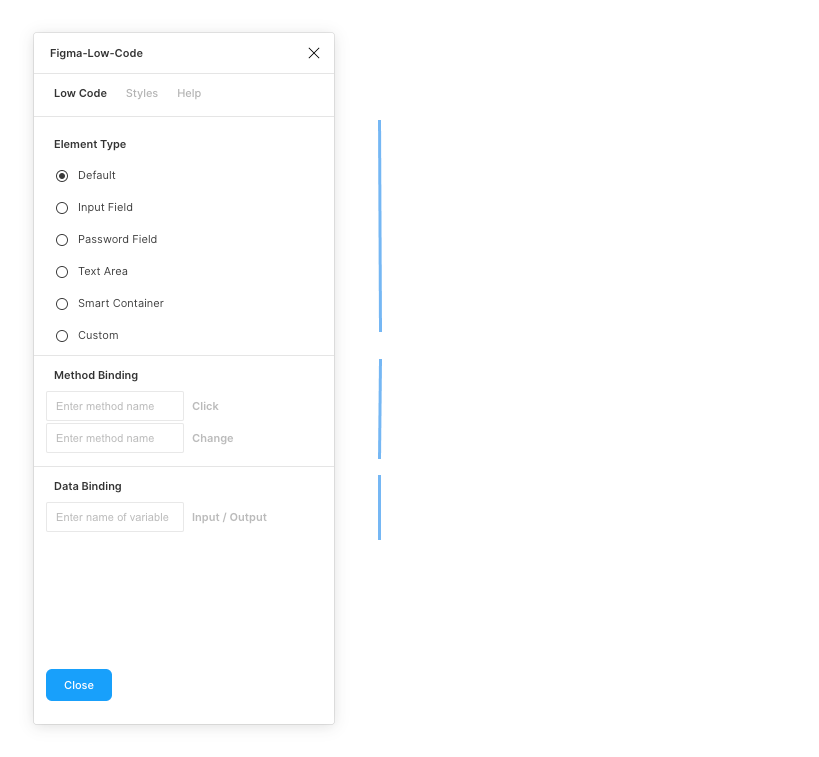 Figma-Low-Code
Low Code Styles Help
Element Type
Default
Input Field
Password Field
Text Area
Smart Container
Custom
Method Binding
Enter method name Click
Enter method name Change
Data Binding
Enter name of variable Input / Output
Close